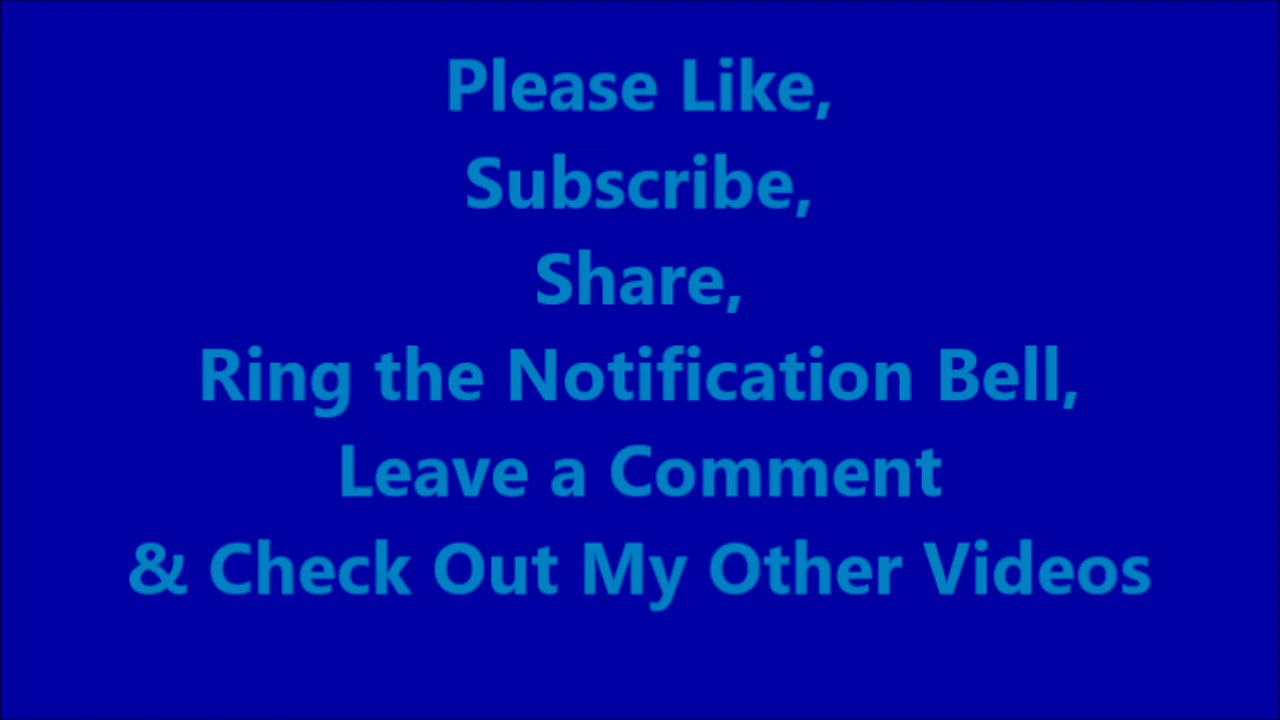 Please Like,
Subscribe,
Share,
Ring the Notification Bell,
Leave a Comment
& Check Out My Other Videos